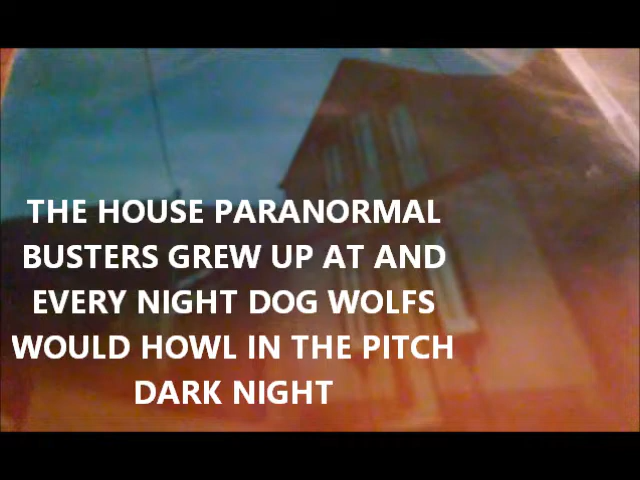 THE HOUSE PARANORMAL
BUSTERS GREW UP AT AND
EVERY NIGHT DOG WOLFS
WOULD HOWL IN THE PITCH
DARK NIGHT